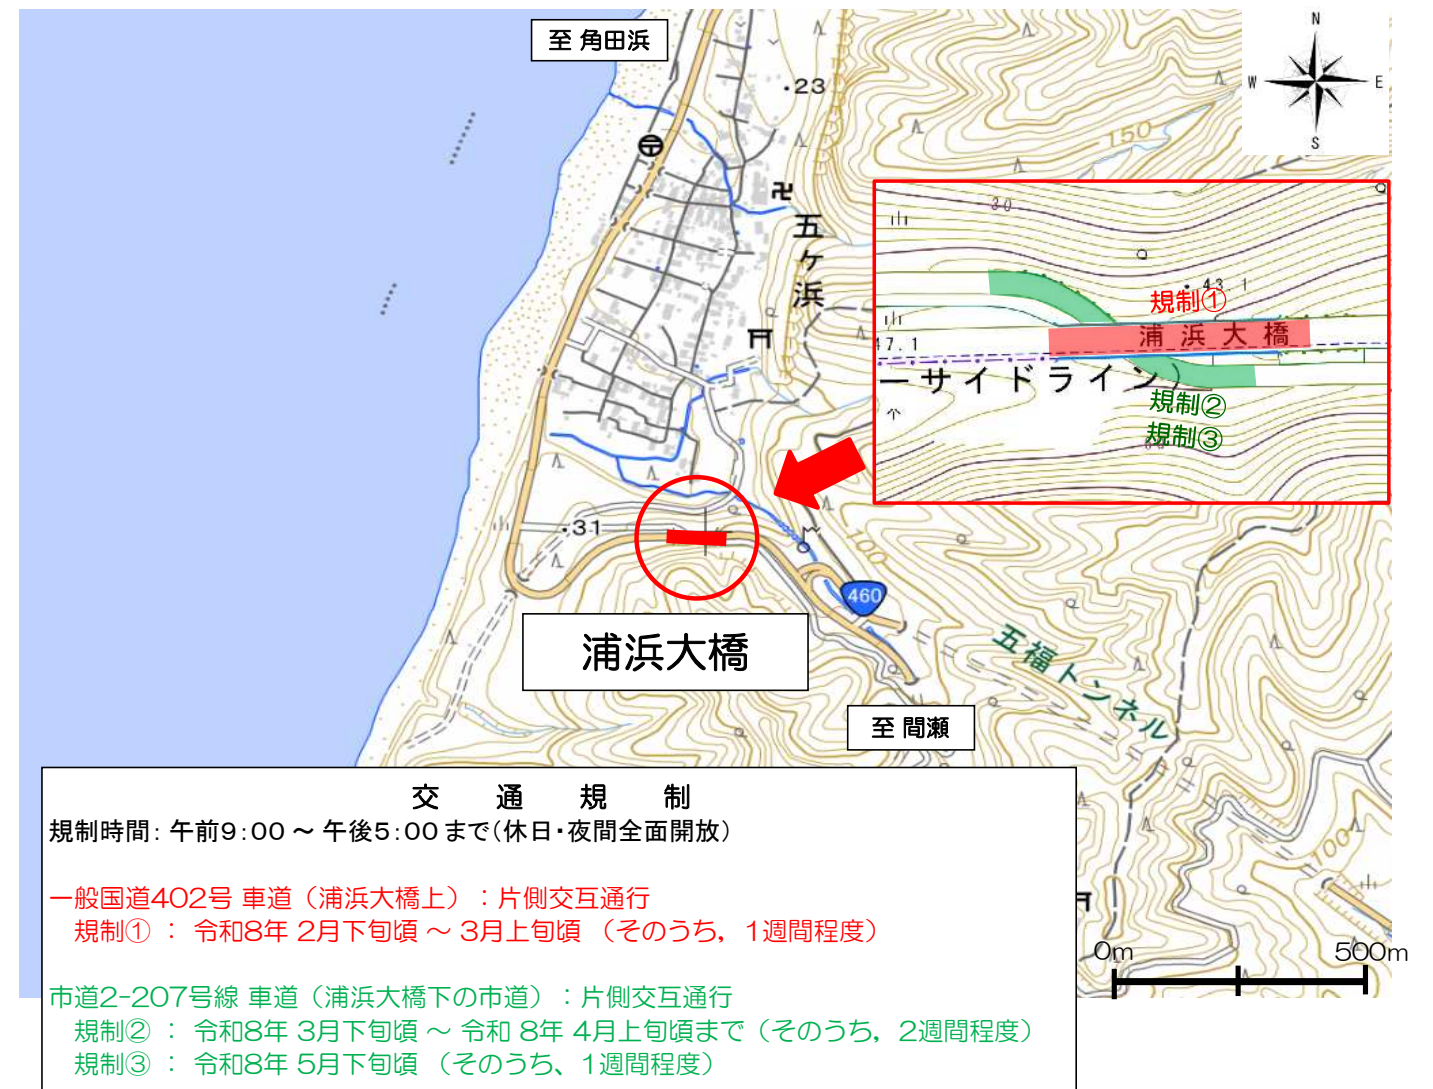 至 角田浜
N
W
E
S
・23
150
五ヶ浜
30
・43.1
規制①
浦浜大橋
47.1
ーサイドライン）
規制②
規制③
・31
100
460
浦浜大橋
五福トンネル
至 間瀬
100
0m
500m
交通規制
規制時間：午前9：00 ～ 午後5：00 まで（休日・夜間全面開放）
一般国道402号 車道（浦浜大橋上）：片側交互通行
規制① ： 令和8年 2月下旬頃 ～ 3月上旬頃 （そのうち，1週間程度）
市道2-207号線 車道（浦浜大橋下の市道）：片側交互通行
規制② ： 令和8年 3月下旬頃 ～ 令和 8年 4月上旬頃まで（そのうち，2週間程度）
規制③ ： 令和8年 5月下旬頃 （そのうち、1週間程度）